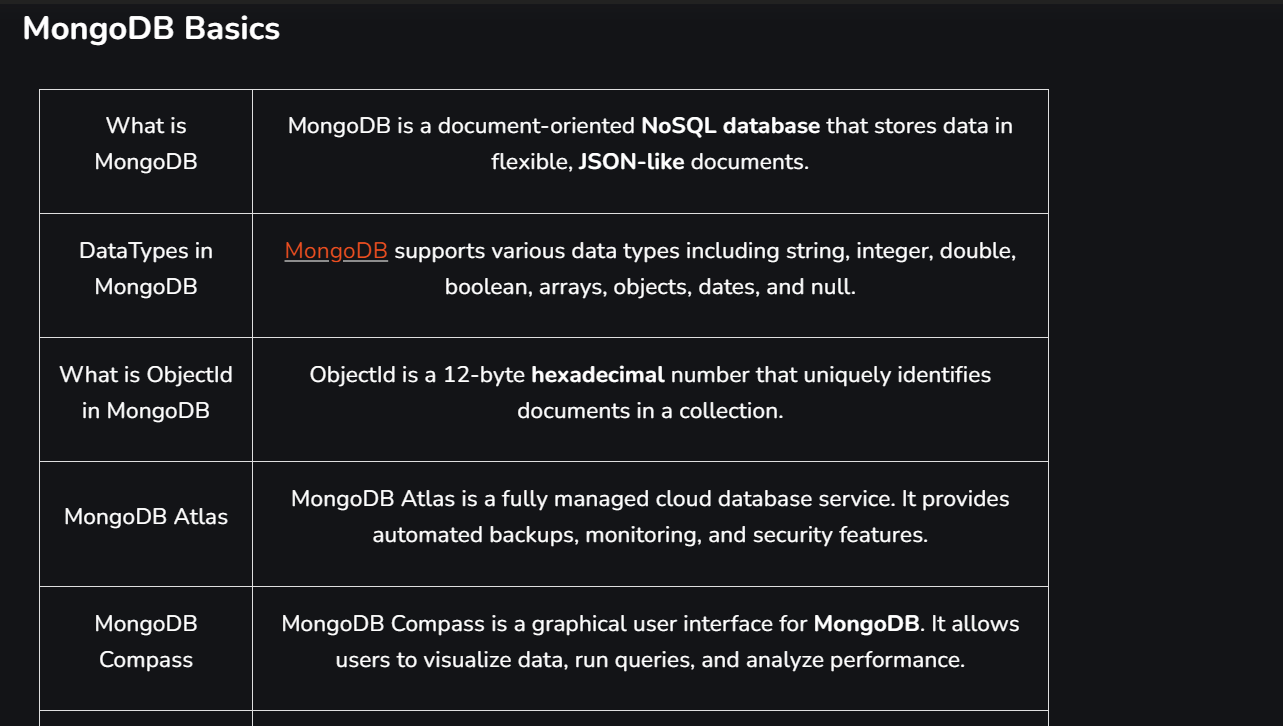 MongoDB Basics
What is
MongoDB
MongoDB is a document-oriented NoSQL database that stores data in
flexible, JSON-like documents.
DataTypes in
MongoDB
MongoDB supports various data types including string, integer, double,
boolean, arrays, objects, dates, and null.
What is ObjectId
in MongoDB
ObjectId is a 12-byte hexadecimal number that uniquely identifies
documents in a collection.
MongoDB Atlas
MongoDB Atlas is a fully managed cloud database service. It provides
automated backups, monitoring, and security features.
MongoDB
Compass
MongoDB Compass is a graphical user interface for MongoDB. It allows
users to visualize data, run queries, and analyze performance.